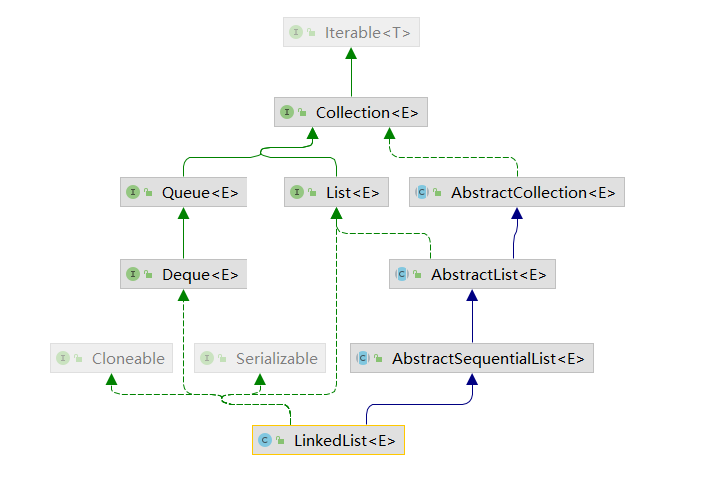 Iterable<T>
Collection<E>
Queue<E>
List<E>
AbstractCollection<E>
Deque<E>
AbstractList<E>
Cloneable
Serializable
AbstractSequentialList<E>
LinkedList<E>